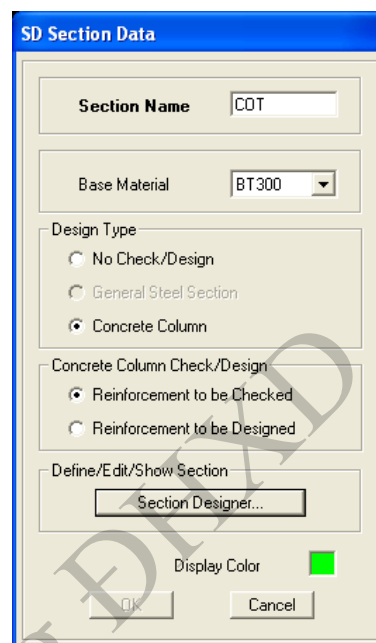 SD Section Data
Section Name COT
Base Material BT300
Design Type
No Check/Design
General Steel Section
Concrete Column
Concrete Column Check/Design
Reinforcement to be Checked
Reinforcement to be Designed
Define/Edit/Show Section
Section Designer...
Display Color
OK Cancel
ĐHXD